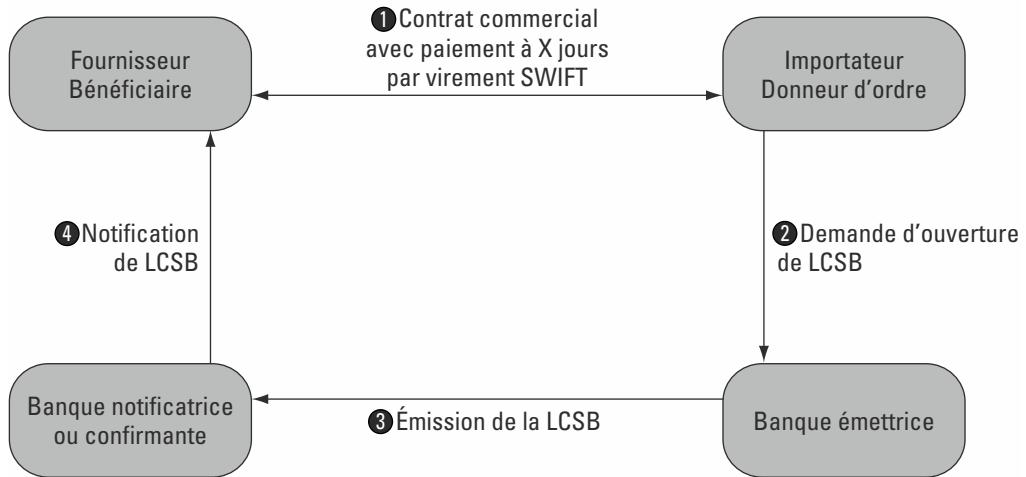 ❶Contrat commercial
avec paiement à X jours
par virement SWIFT
Fournisseur
Bénéficiaire
Importateur
Donneur d'ordre
❹Notification
de LCSB
❷Demande d'ouverture
de LCSB
Banque notificatrice
ou confirmante
❸Émission de la LCSB
Banque émettrice